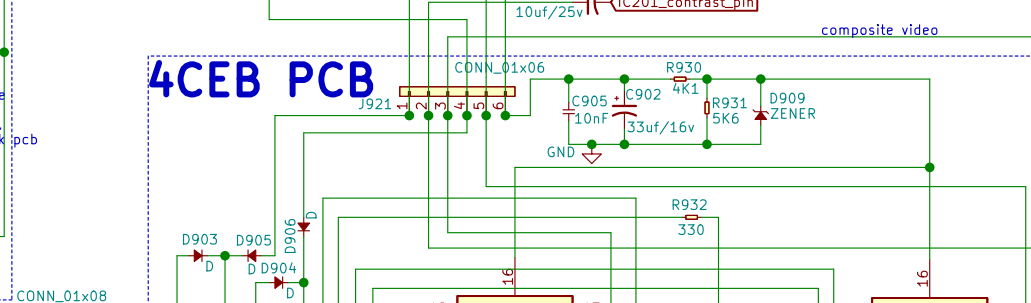 IC201_contrast_pin
10uf/25v
composite video
4CEB PCB
CONN_01x06
R930
4K1
J921
1 2 3 4 5 6
C905
10nF
C902
33uf/16v
R931
5K6
D909
ZENER
pcb
GND
R932
330
D906
D
D903
D
D905
D
D904
D
16
16
CONN_01x08